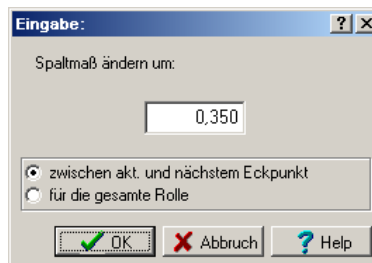 Eingabe:
Spaltmaß ändern um:
0,350
zwischen akt. und nächstem Eckpunkt
für die gesamte Rolle
OK Abbruch Help